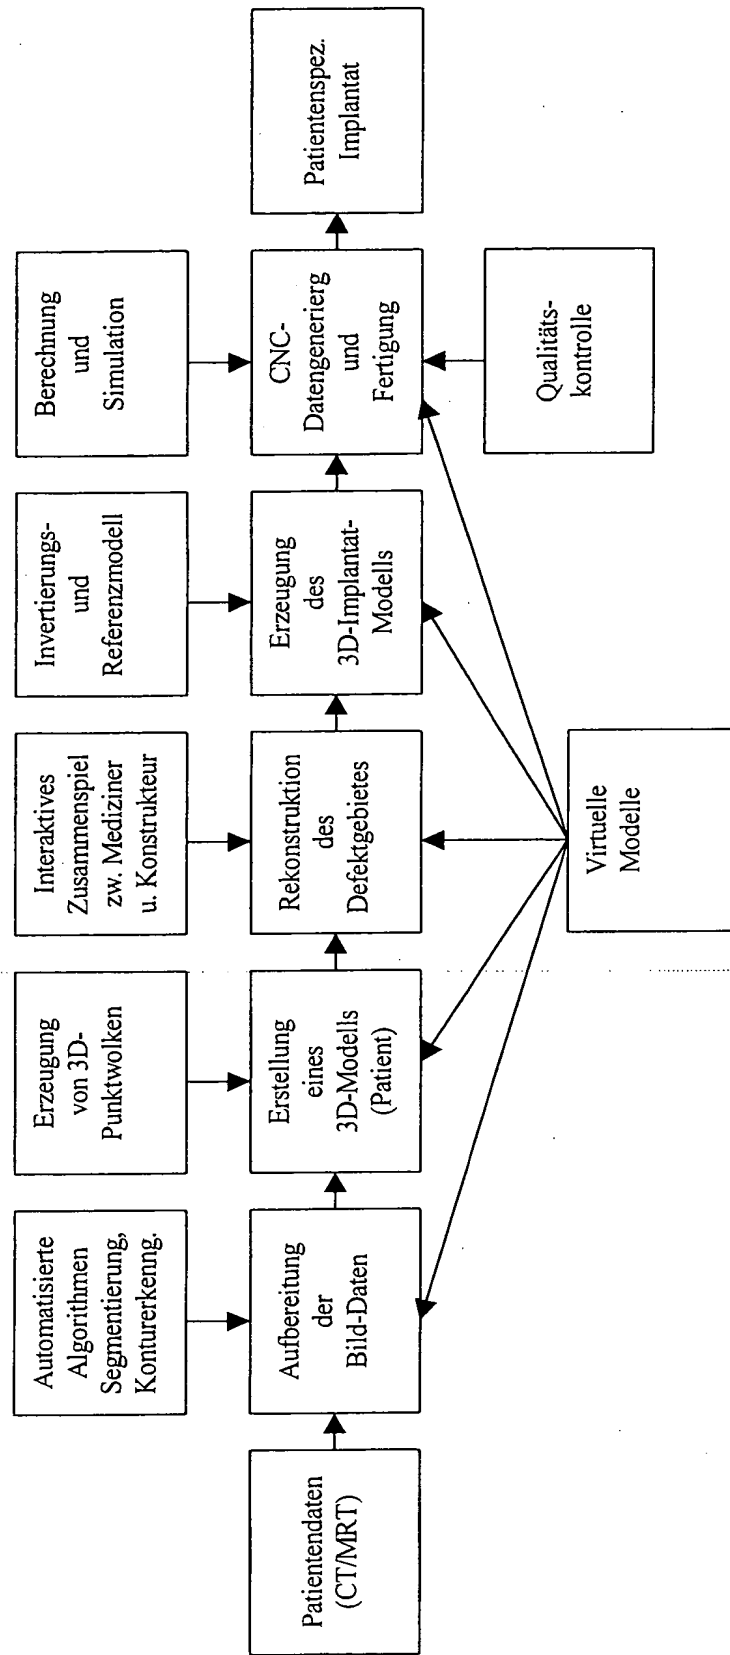 Automatisierte
Algorithmen
Segmentierung,
Konturerkenng.
Erzeugung
von 3D-
Punktwolken
Interaktives
Zusammenspiel
zw. Mediziner
u. Konstrukteur
Invertierungs-
und
Referenzmodell
Berechnung
und
Simulation
Patientendaten
(CT/MRT)
Aufbereitung
der
Bild-Daten
Erstellung
eines
3D-Modells
(Patient)
Rekonstruktion
des
Defektgebietes
Erzeugung
des
3D-Implantat-
Modells
CNC-
Datengenerierg
und
Fertigung
Patientenspez.
Implantat
Virtuelle
Modelle
Qualitäts-
kontrolle